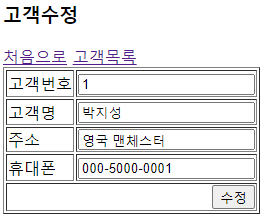 고객수정
처음으로 고객목록
고객번호 1
고객명 박지성
주소 영국 맨체스터
휴대폰 000-5000-0001
수정